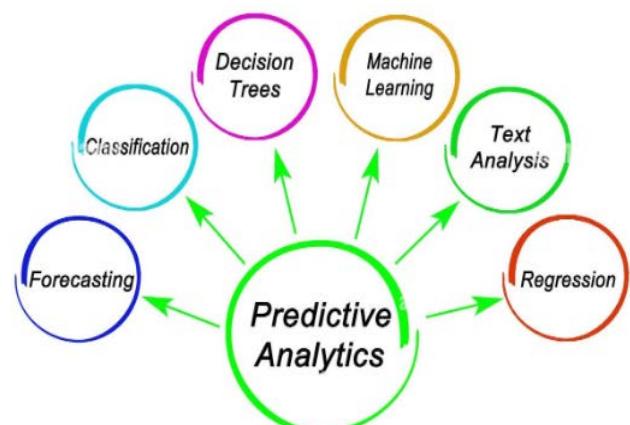 Decision
Trees
Machine
Learning
Classification
Text
Analysis
Forecasting
Regression
Predictive
Analytics